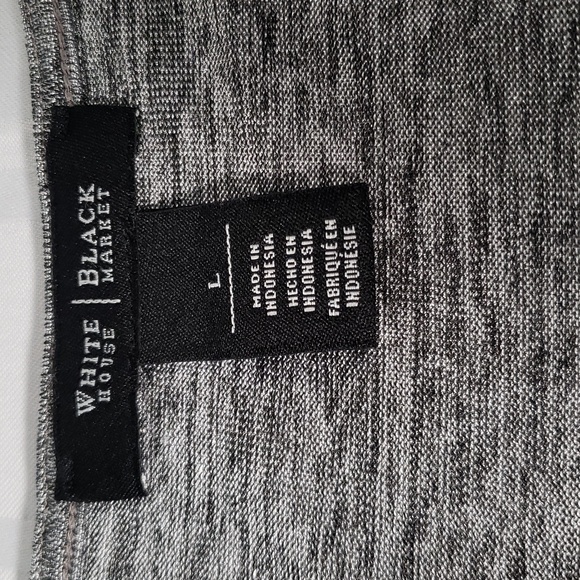 WHITE | BLACK
HOUSE | MARKET
L
MADE IN
INDONESIA
HECHO EN
INDONESIA
FABRIQUÉ EN
INDONÉSIE